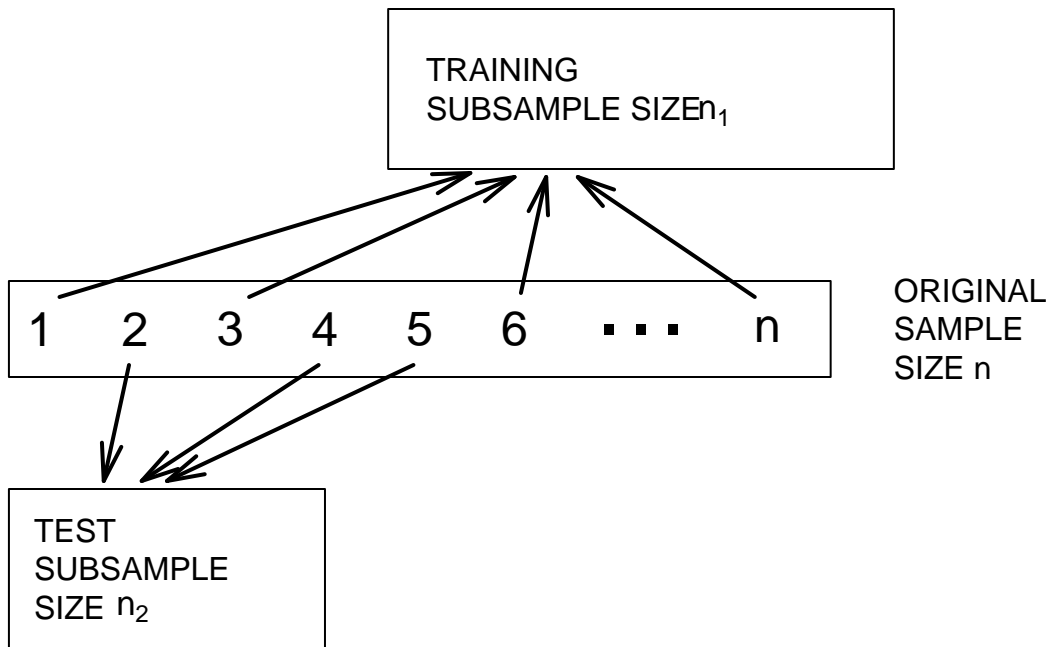 TRAINING
SUBSAMPLE SIZEn₁
1 2 3 4 5 6 ▪ ▪ ▪ n
ORIGINAL
SAMPLE
SIZE n
TEST
SUBSAMPLE
SIZE n₂